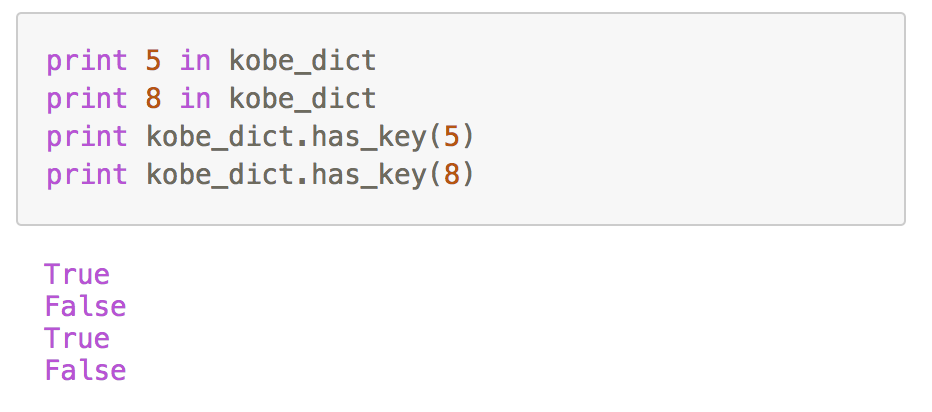 print 5 in kobe_dict
print 8 in kobe_dict
print kobe_dict.has_key(5)
print kobe_dict.has_key(8)
True
False
True
False